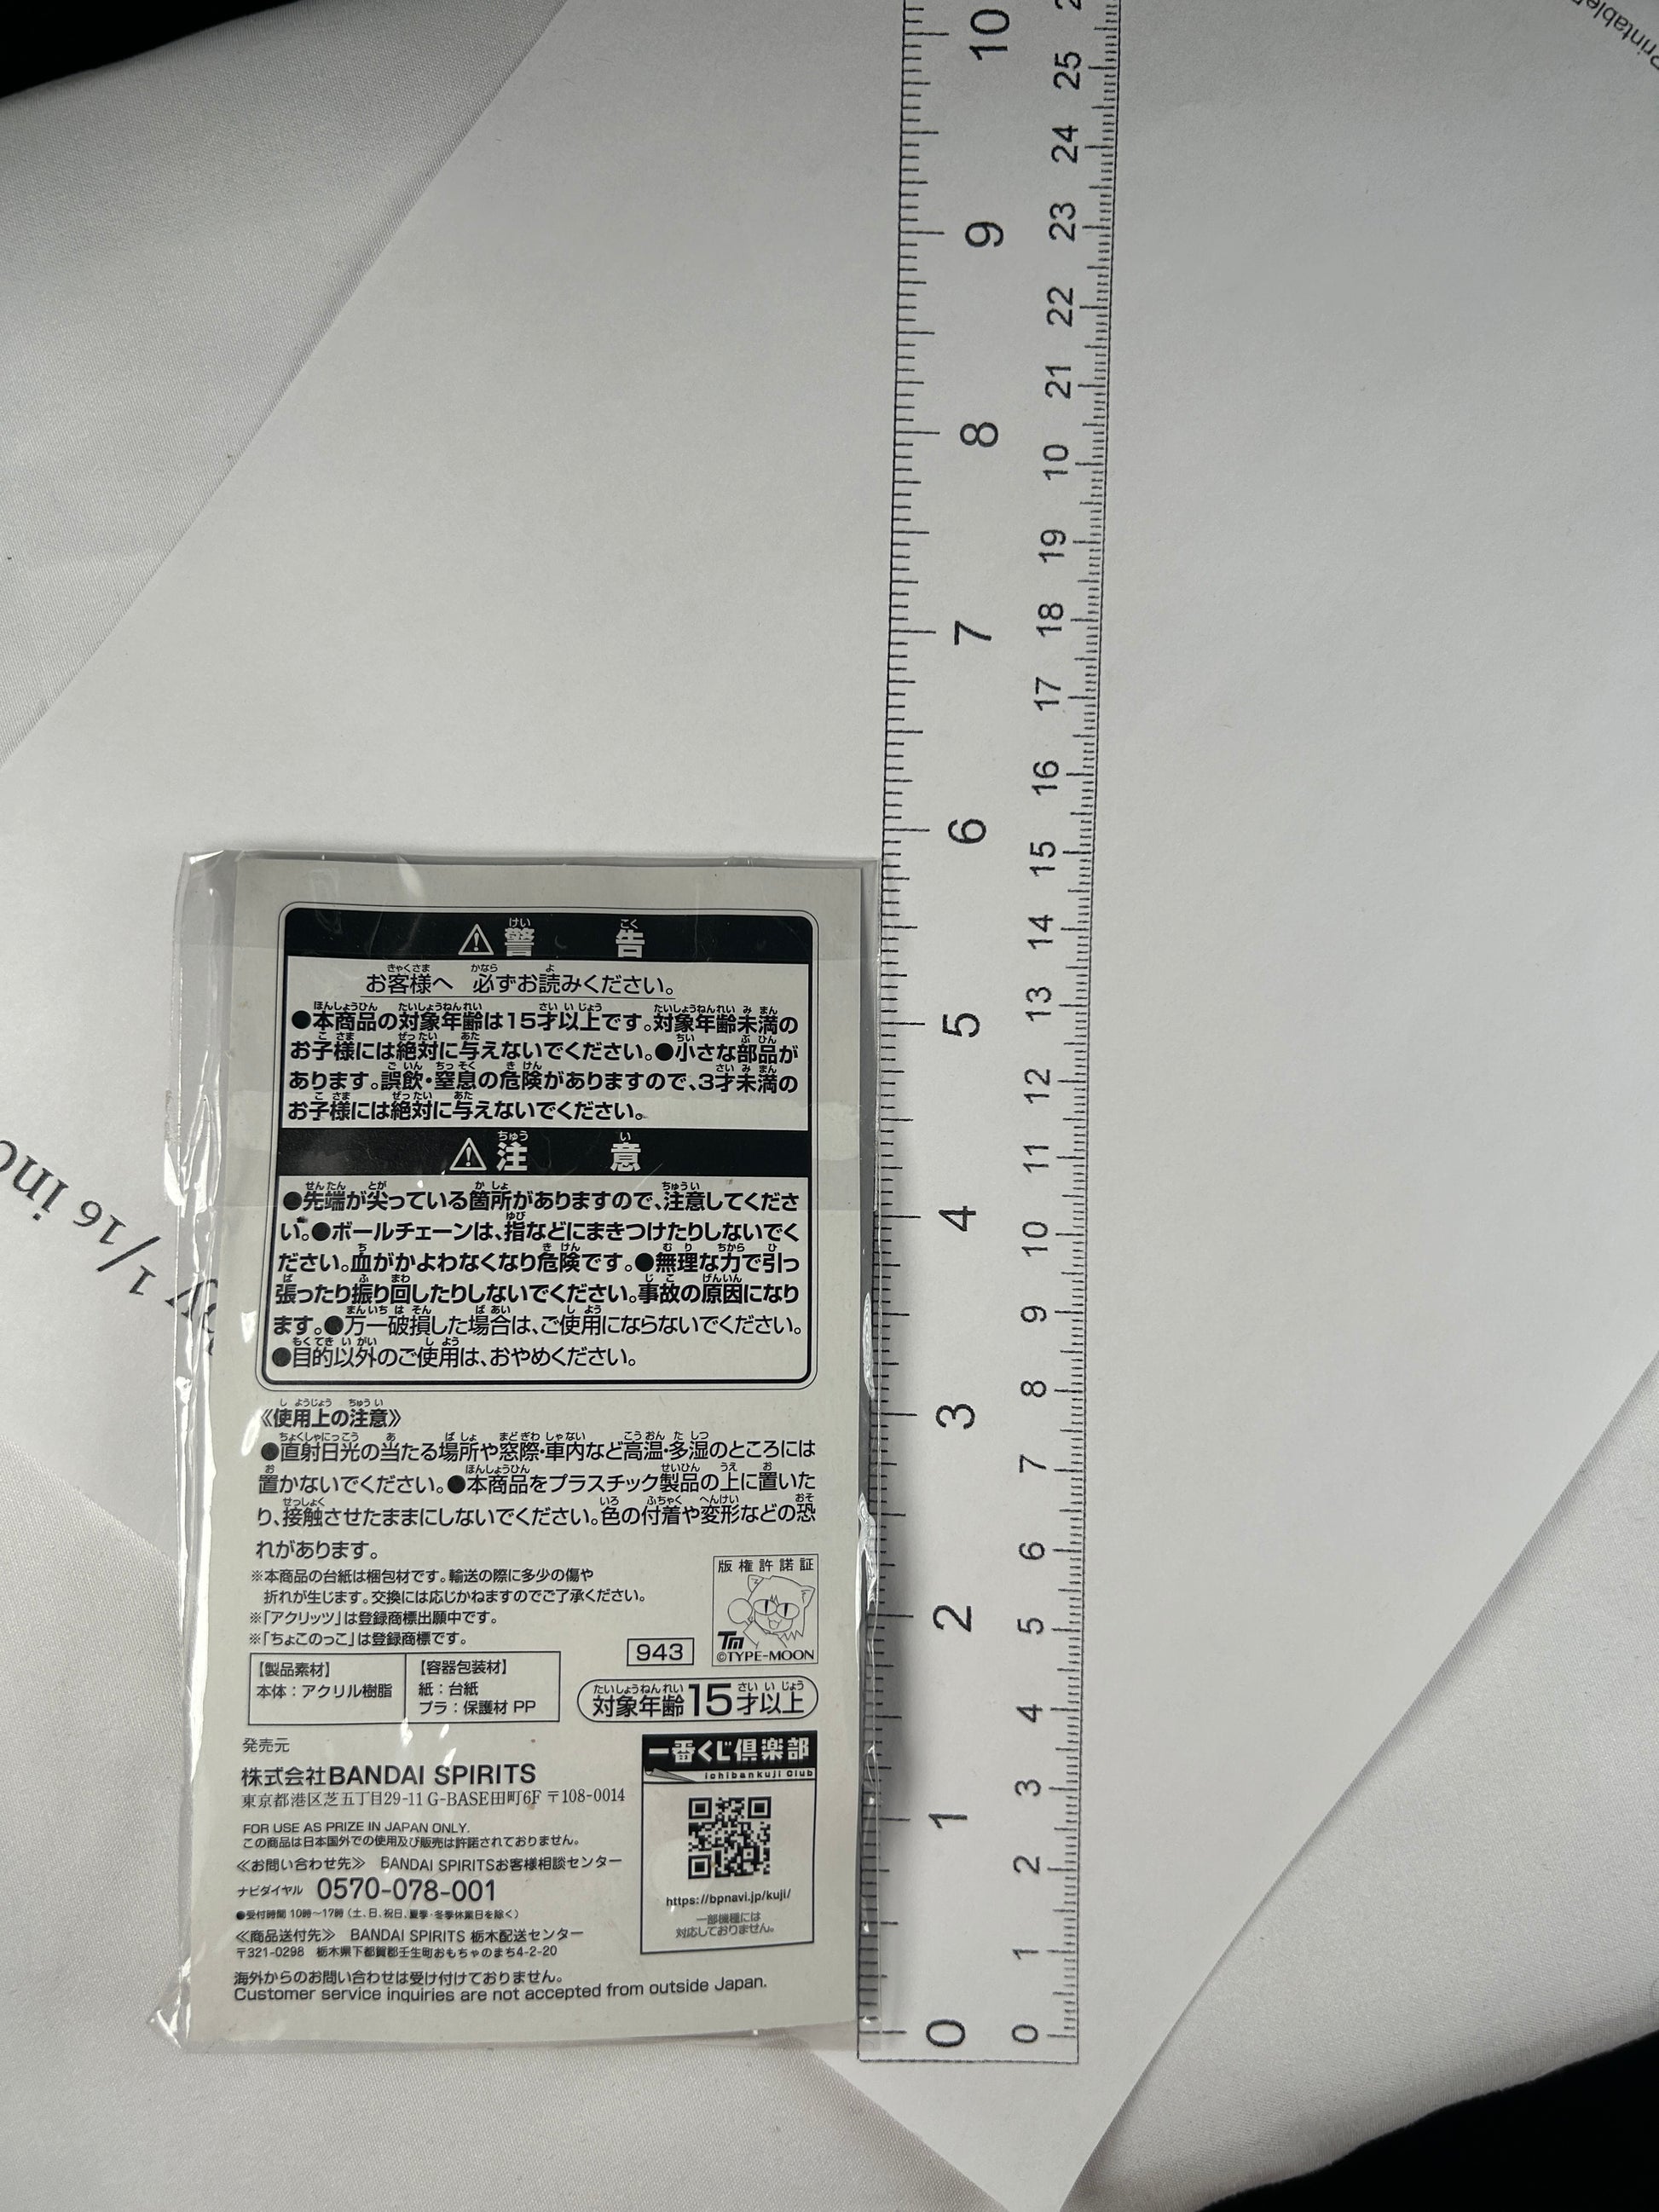 警告
お客様へ 必ずお読みください。
●本商品の対象年齢は15才以上です。対象年齢未満の
お子様には絶対に与えないでください。●小さな部品が
あります。誤飲・窒息の危険がありますので、3才未満の
お子様には絶対に与えないでください。
注意
●先端が尖っている箇所がありますので、注意してくださ
い。●ボールチェーンは、指などにまきつけたりしないでく
ださい。血がかよわなくなり危険です。●無理な力で引っ
張ったり振り回したりしないでください。事故の原因になり
ます。●万一破損した場合は、ご使用にならないでください。
●目的以外のご使用は、おやめください。
《使用上の注意》
●直射日光の当たる場所や窓際・車内など高温・多湿のところには
置かないでください。●本商品をプラスチック製品の上に置いた
り、接触させたままにしないでください。色の付着や変形などの恐
れがあります。
※本商品の台紙は梱包材です。輸送の際に多少の傷や
折れが生じます。交換には応じかねますのでご了承ください。
※「アクリッツ」は登録商標出願中です。
※「ちょこのっこ」は登録商標です。
943
版権許諾証
TM
©TYPE-MOON
【製品素材】
本体：アクリル樹脂
【容器包装材】
紙：台紙
プラ：保護材 PP
対象年齢15才以上
発売元
株式会社BANDAI SPIRITS
東京都港区芝五丁目29-11 G-BASE田町6F 〒108-0014
FOR USE AS PRIZE IN JAPAN ONLY.
この商品は日本国外での使用及び販売は許諾されておりません。
≪お問い合わせ先≫ BANDAI SPIRITSお客様相談センター
ナビダイヤル 0570-078-001
●受付時間 10時～17時（土、日、祝日、夏季・冬季休業日を除く）
≪商品送付先≫ BANDAI SPIRITS 栃木配送センター
〒321-0298 栃木県下都賀郡壬生町おもちゃのまち4-2-20
海外からのお問い合わせは受け付けておりません。
Customer service inquiries are not accepted from outside Japan.
一番くじ倶楽部
ichibankuji Club
https://bpnavi.jp/kuji/
一部機種には
対応しておりません。
0 1 2 3 4 5 6 7 8 9 10
0 1 2 3 4 5 6 7 8 9 10 11 12 13 14 15 16 17 18 19 10 21 22 23 24 25
1/16